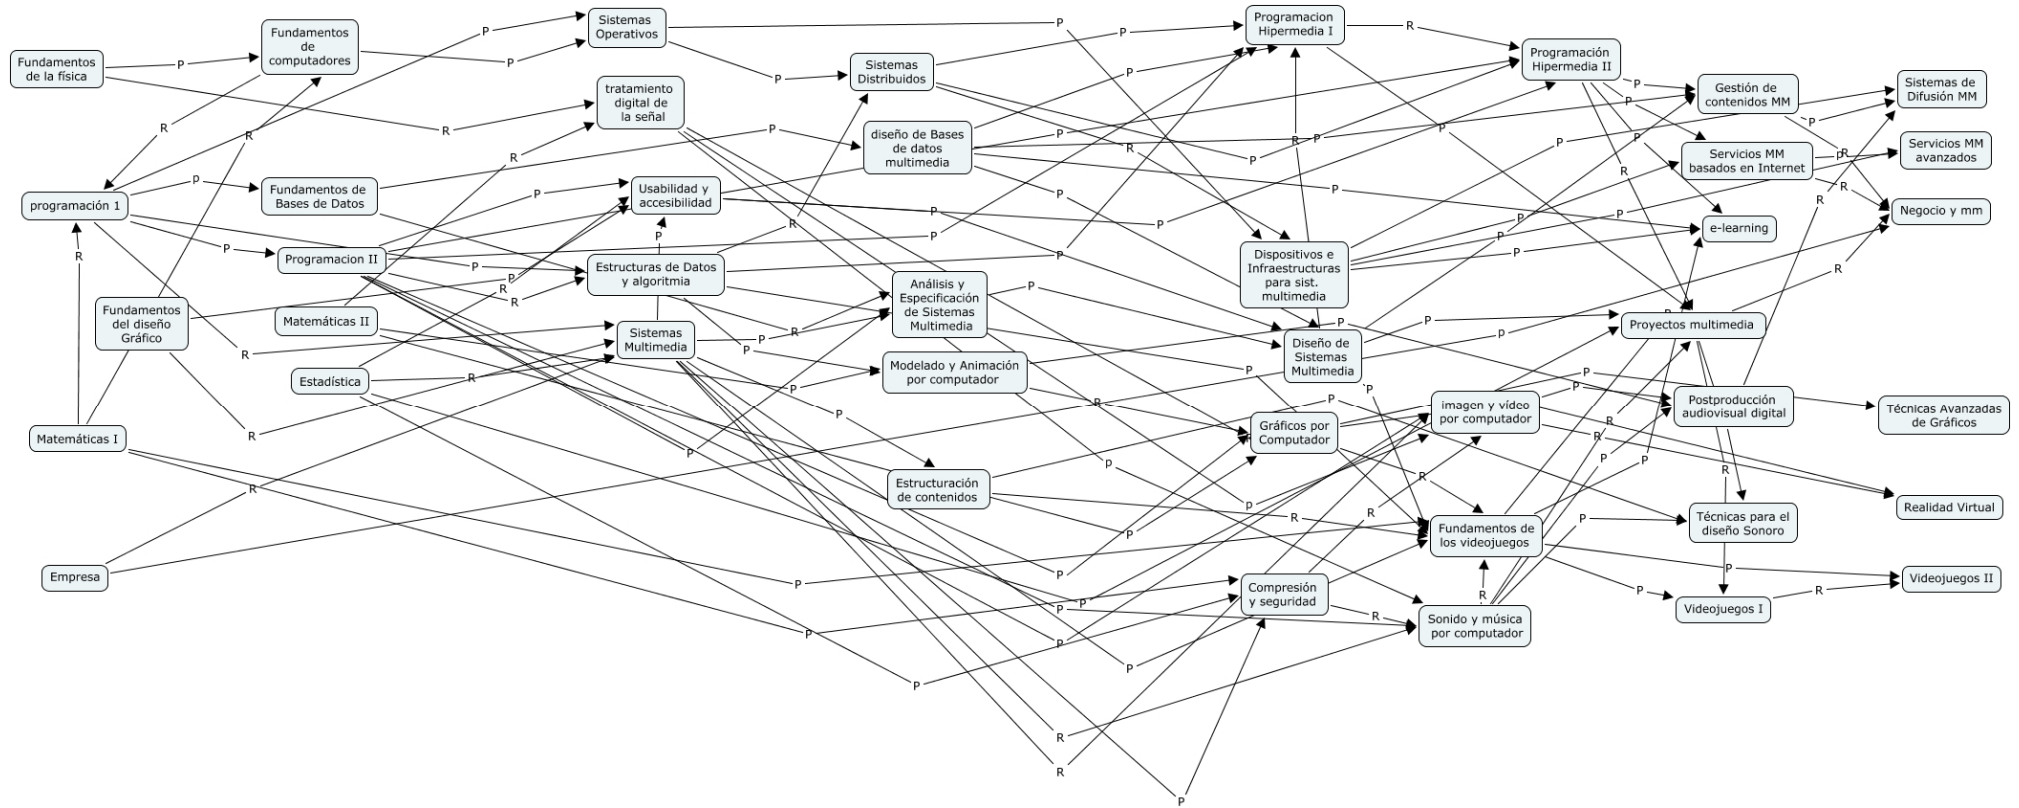 Fundamentos
de la física
Fundamentos
de
computadores
Sistemas
Operativos
tratamiento
digital de
la señal
Sistemas
Distribuidos
diseño de Bases
de datos
multimedia
Programacion
Hipermedia I
Programación
Hipermedia II
Gestión de
contenidos MM
Sistemas de
Difusión MM
Servicios MM
basados en Internet
Servicios MM
avanzados
programación 1
Fundamentos de
Bases de Datos
Usabilidad y
accesibilidad
Negocio y mm
e-learning
Programacion II
Estructuras de Datos
y algoritmia
Análisis y
Especificación
de Sistemas
Multimedia
Dispositivos e
Infraestructuras
para sist.
multimedia
Fundamentos
del diseño
Gráfico
Matemáticas II
Sistemas
Multimedia
Modelado y Animación
por computador
Diseño de
Sistemas
Multimedia
Proyectos multimedia
Estadística
Matemáticas I
Gráficos por
Computador
imagen y vídeo
por computador
Postproducción
audiovisual digital
Técnicas Avanzadas
de Gráficos
Estructuración
de contenidos
Realidad Virtual
Fundamentos de
los videojuegos
Técnicas para el
diseño Sonoro
Empresa
Compresión
y seguridad
Sonido y música
por computador
Videojuegos I
Videojuegos II